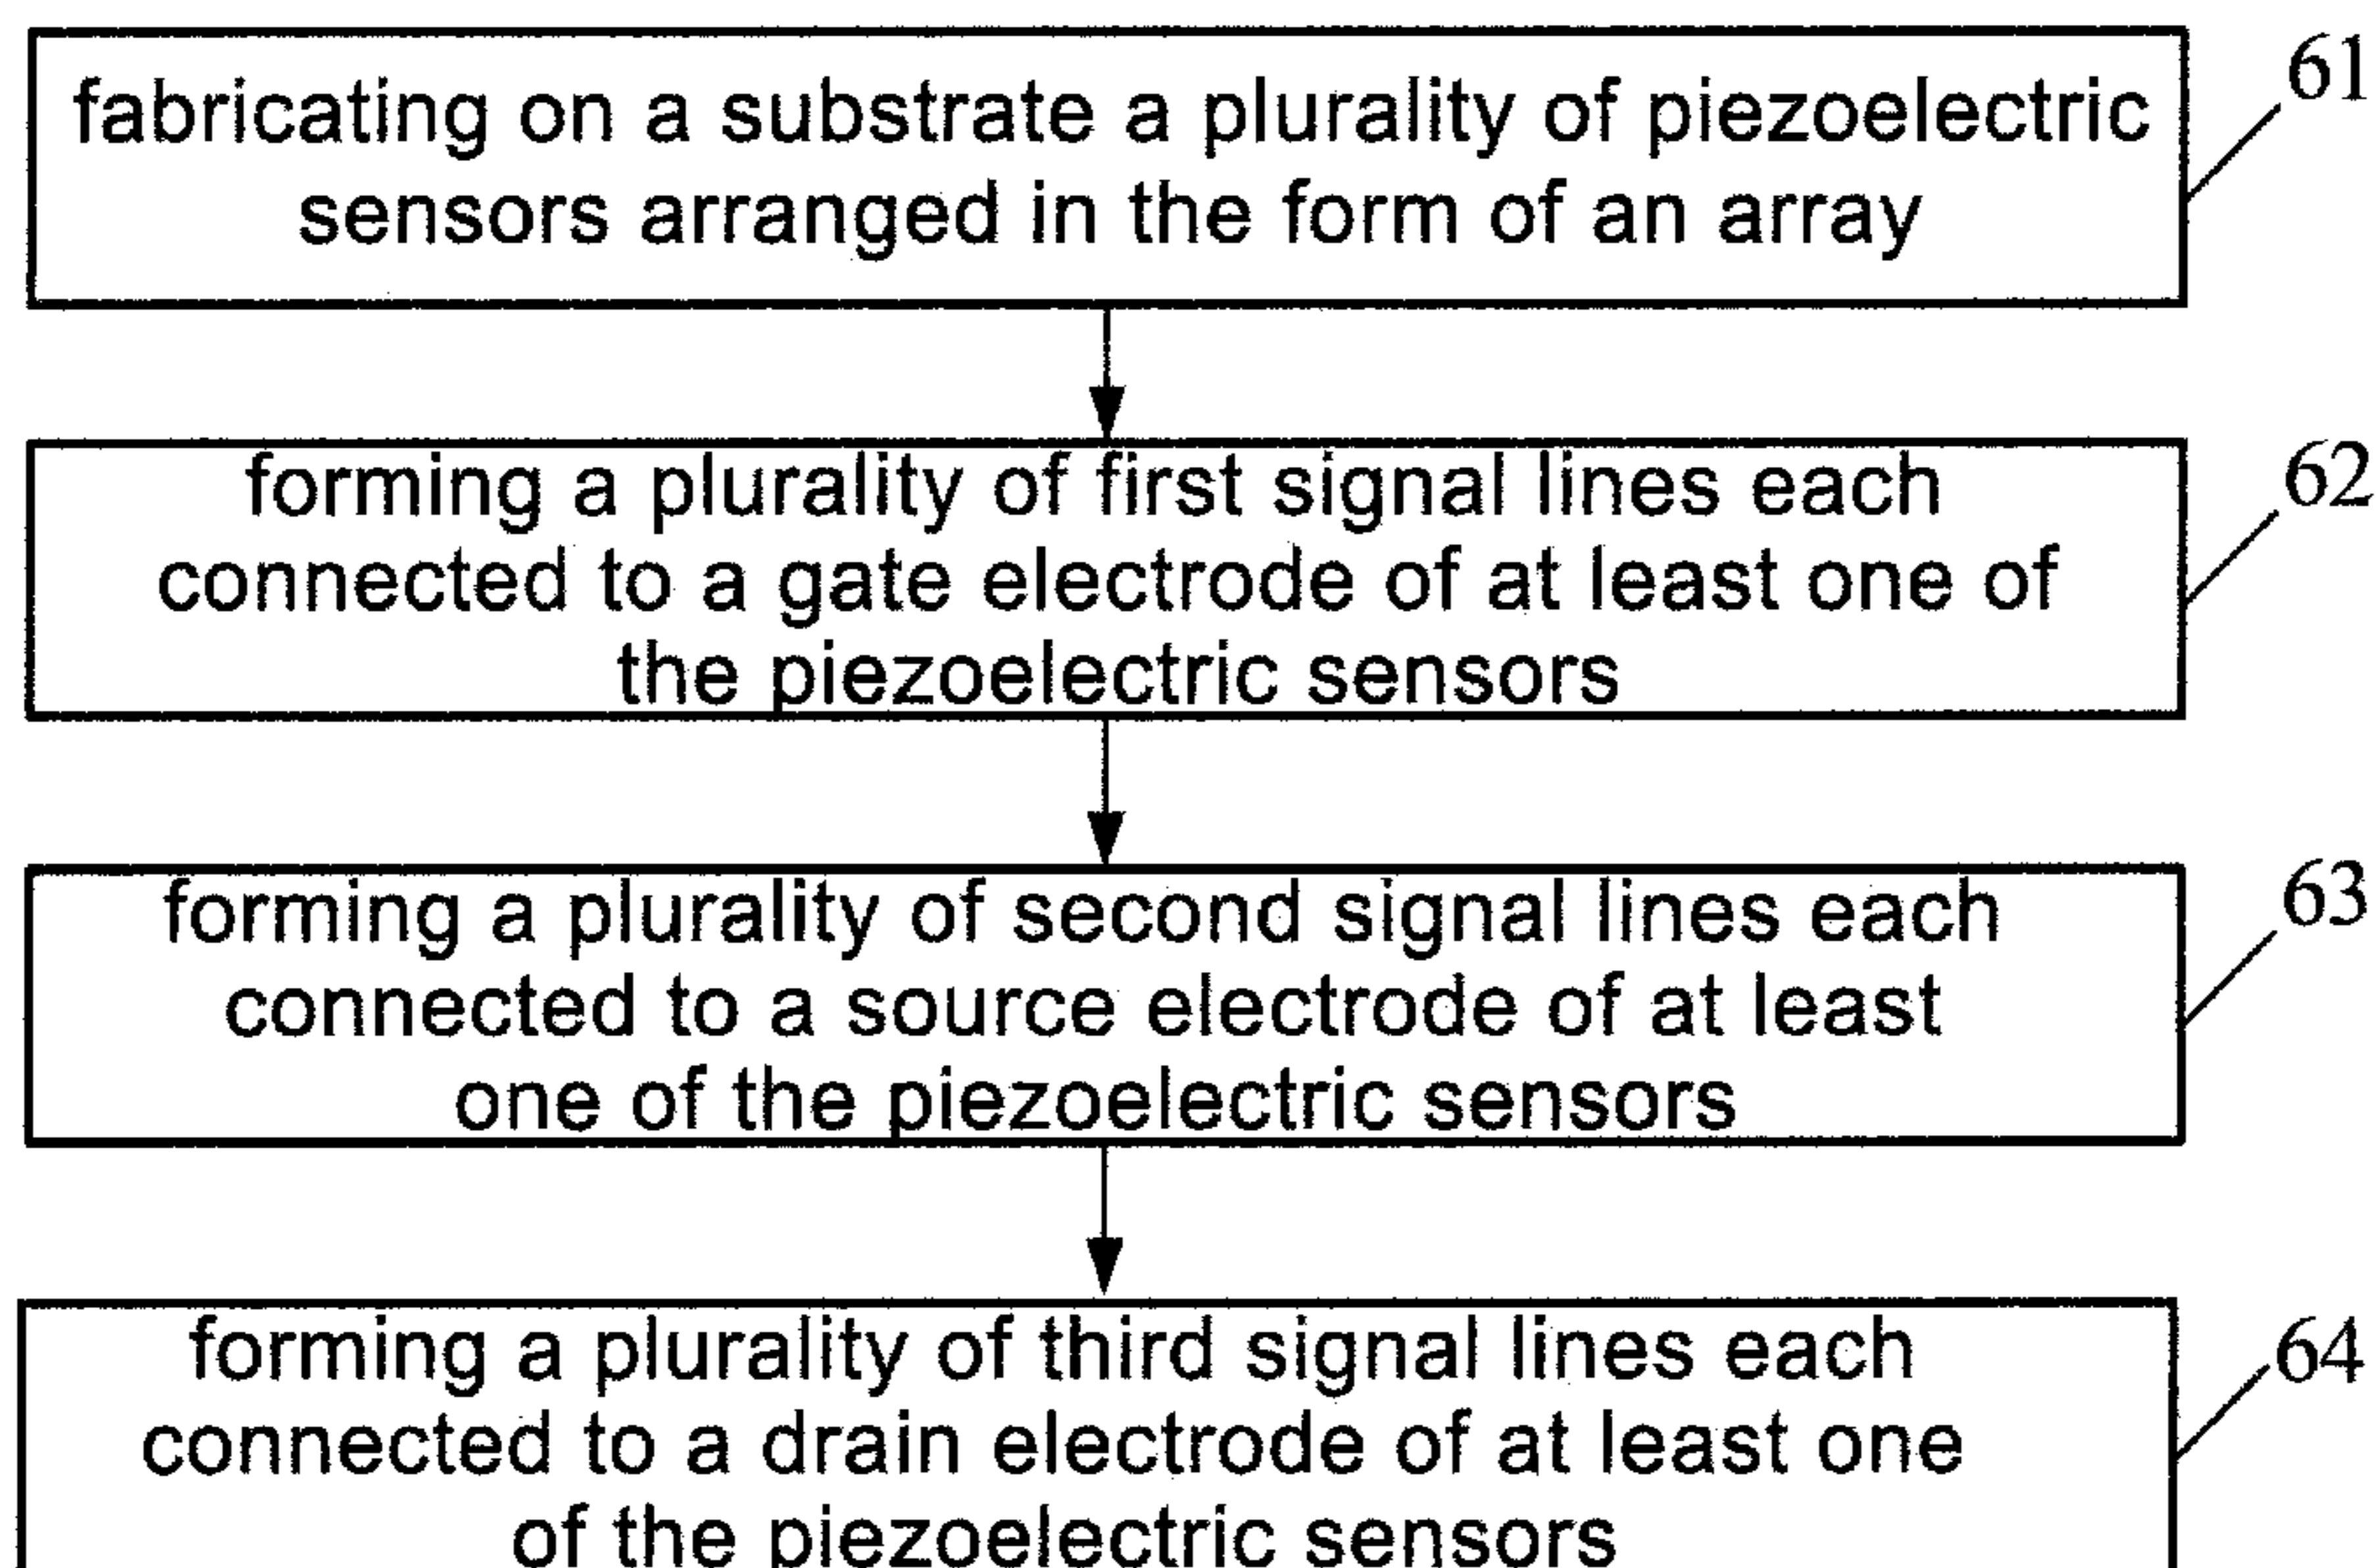 fabricating on a substrate a plurality of piezoelectric
sensors arranged in the form of an array
61
forming a plurality of first signal lines each
connected to a gate electrode of at least one of
the piezoelectric sensors
62
forming a plurality of second signal lines each
connected to a source electrode of at least
one of the piezoelectric sensors
63
forming a plurality of third signal lines each
connected to a drain electrode of at least one
of the piezoelectric sensors
64